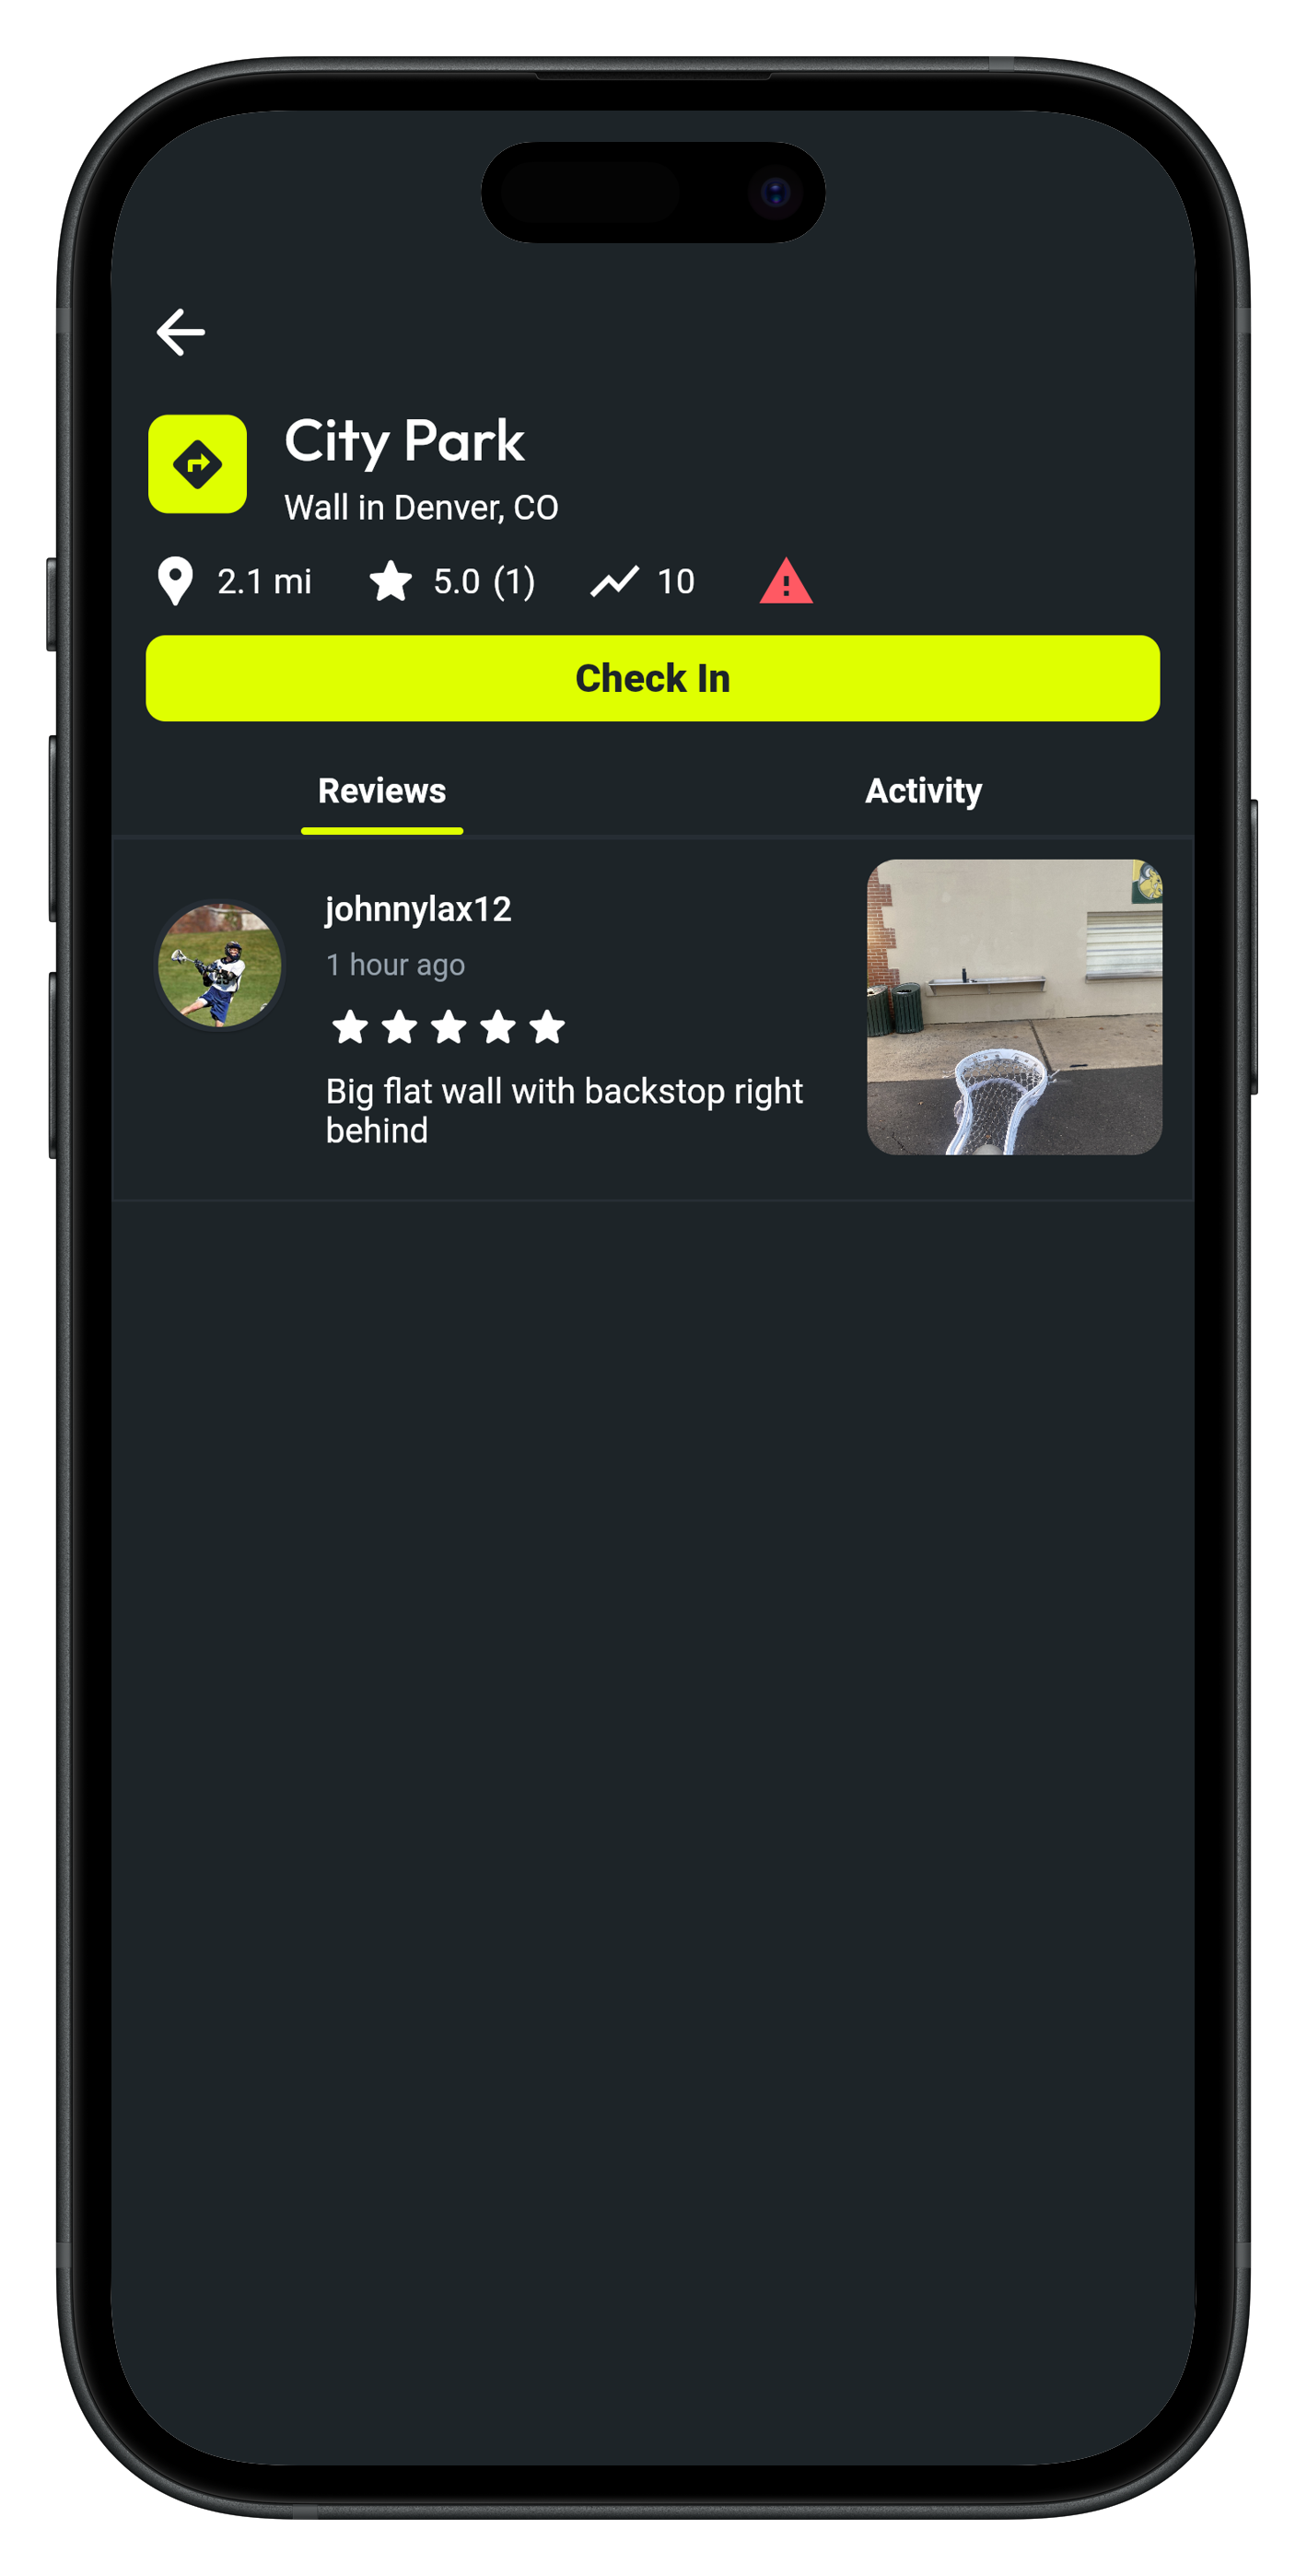 City Park
Wall in Denver, CO
2.1 mi 5.0 (1) 10
Check In
Reviews Activity
johnnylax12
1 hour ago
Big flat wall with backstop right
behind